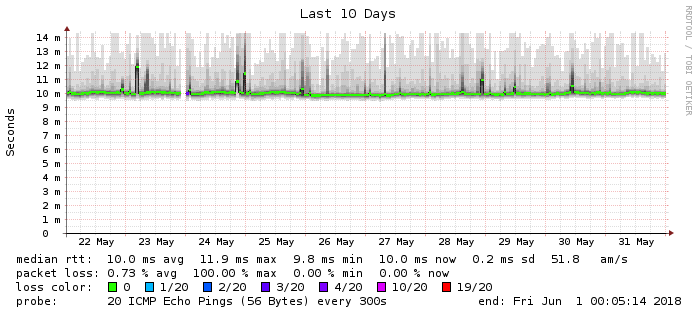 Last 10 Days
RRDTOOL / TOBI OETIKER
Seconds
14 m
13 m
12 m
11 m
10 m
9 m
8 m
7 m
6 m
5 m
4 m
3 m
2 m
1 m
0
22 May 23 May 24 May 25 May 26 May 27 May 28 May 29 May 30 May 31 May
median rtt: 10.0 ms avg 11.9 ms max 9.8 ms min 10.0 ms now 0.2 ms sd 51.8 am/s
packet loss: 0.73 % avg 100.00 % max 0.00 % min 0.00 % now
loss color: 0 1/20 2/20 3/20 4/20 10/20 19/20
probe: 20 ICMP Echo Pings (56 Bytes) every 300s end: Fri Jun 1 00:05:14 2018